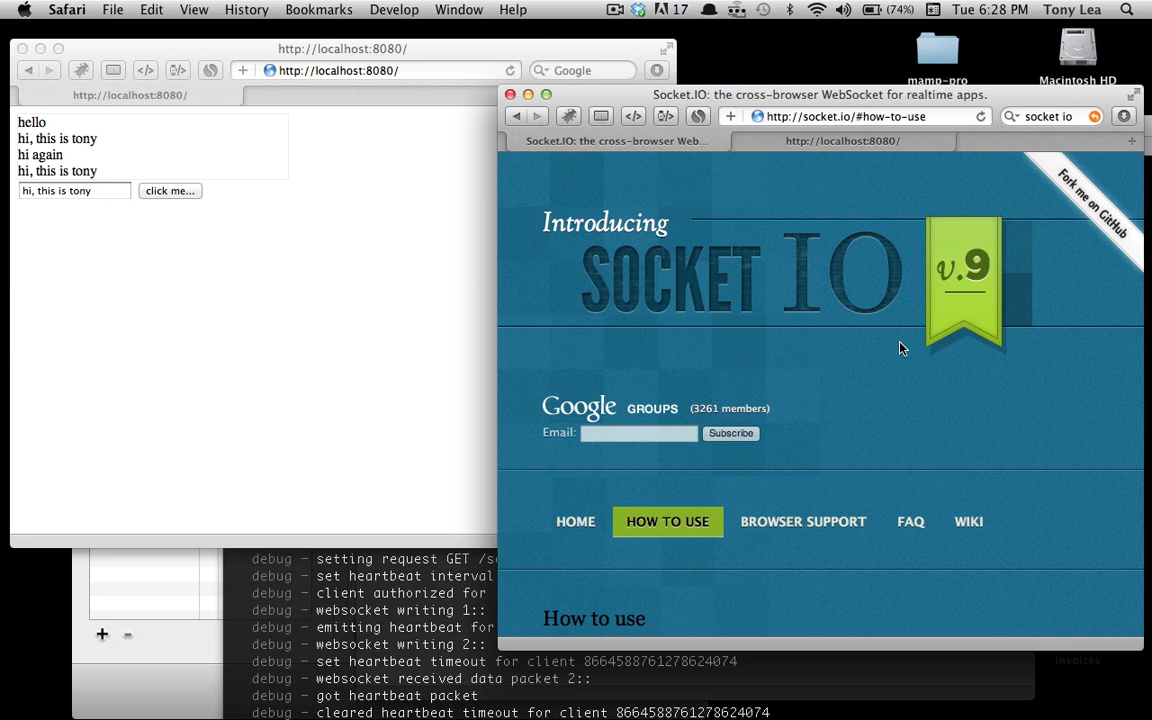 Safari File Edit View History Bookmarks Develop Window Help 17 (74%) Tue 6:28 PM Tony Lea
mamp-pro
Macintosh HD
http://localhost:8080/
http://localhost:8080/
Google
http://localhost:8080/
hello
hi, this is tony
hi again
hi, this is tony
hi, this is tony
click me...
Socket.IO: the cross-browser WebSocket for realtime apps.
http://socket.io/#how-to-use
socket io
Socket.IO: the cross-browser Web...
http://localhost:8080/
Fork me on GitHub
Introducing
SOCKET IO
v.9
Google GROUPS (3261 members)
Email:
Subscribe
HOME
HOW TO USE
BROWSER SUPPORT
FAQ
WIKI
How to use
debug - setting request GET
debug - set heartbeat interval
debug - client authorized for
debug - websocket writing 1::
debug - emitting heartbeat for
debug - websocket writing 2::
debug - set heartbeat timeout for client 8664588761278624074
debug - websocket received data packet 2::
debug - got heartbeat packet
debug - cleared heartbeat timeout for client 8664588761278624074
invoices